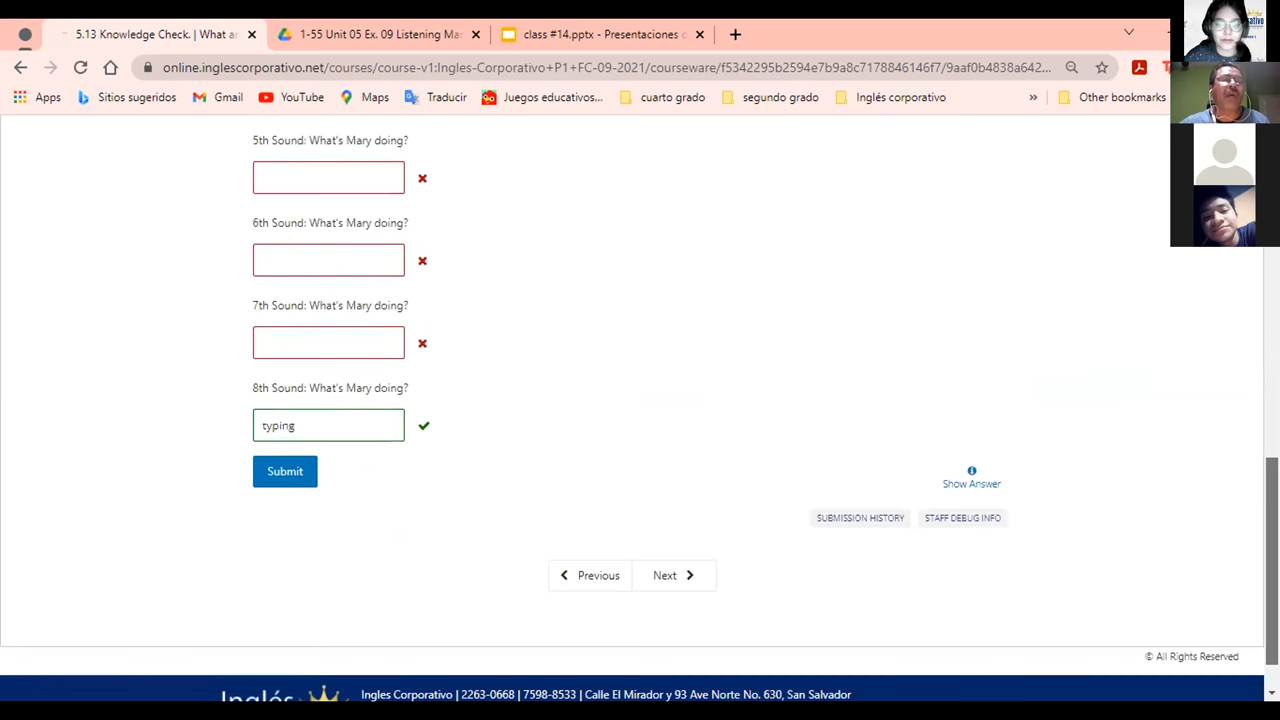 5.13 Knowledge Check. | What a
1-55 Unit 05 Ex. 09 Listening Ma
class #14.pptx - Presentaciones o
online.inglescorporativo.net/courses/course-v1:Ingles-Corporativo+P1+FC-09-2021/courseware/f5342295b2594e7b9a8c7178846146f7/9aaf0b4838a642...
Apps
Sitios sugeridos
Gmail
YouTube
Maps
Traducir
Juegos educativos...
cuarto grado
segundo grado
Inglés corporativo
»
Other bookmarks
5th Sound: What's Mary doing?
6th Sound: What's Mary doing?
7th Sound: What's Mary doing?
8th Sound: What's Mary doing?
typing
Submit
Show Answer
SUBMISSION HISTORY
STAFF DEBUG INFO
Previous
Next
© All Rights Reserved
Inglés
Ingles Corporativo | 2263-0668 | 7598-8533 | Calle El Mirador y 93 Ave Norte No. 630, San Salvador